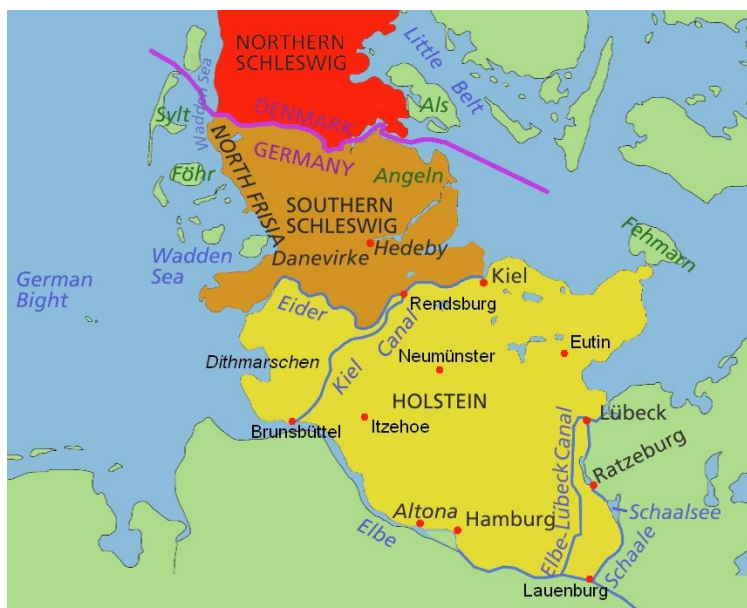 NORTHERN
SCHLESWIG
Little Belt
Als
Wadden Sea
Sylt
DENMARK
GERMANY
NORTH FRISIA
Föhr
Angeln
SOUTHERN
SCHLESWIG
Hedeby
Danevirke
Wadden
Sea
German
Bight
Fehmarn
Kiel
Eider
Rendsburg
Kiel Canal
Eutin
Neumünster
Dithmarschen
HOLSTEIN
Lübeck
Itzehoe
Brunsbüttel
Elbe-Lübeck Canal
Ratzeburg
Schaalsee
Altona
Hamburg
Elbe
Schaale
Lauenburg